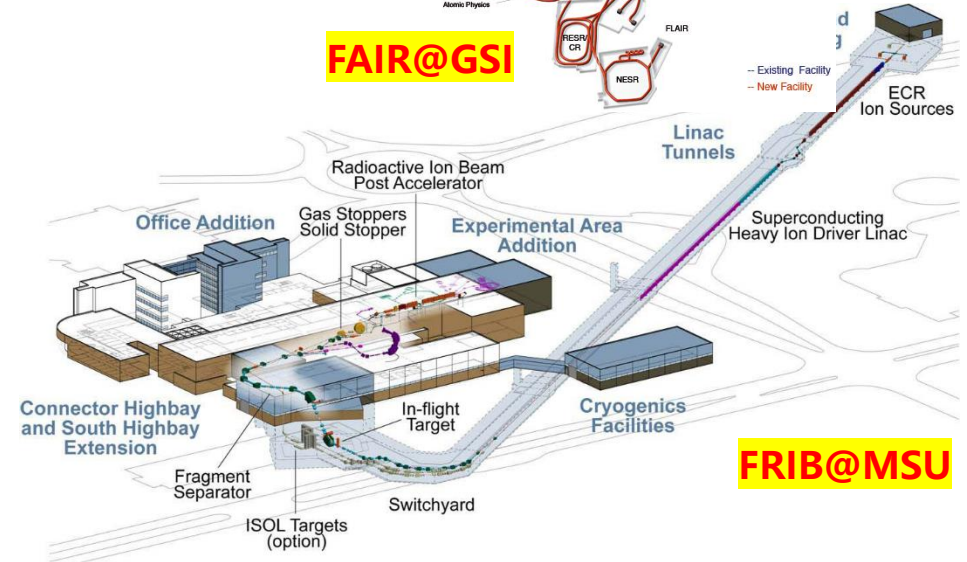 Atomic Physics
RESR/
CR
FLAIR
NESR
FAIR@GSI
d
g
-- Existing Facility
-- New Facility
ECR
Ion Sources
Linac
Tunnels
Radioactive Ion Beam
Post Accelerator
Gas Stoppers
Solid Stopper
Office Addition
Experimental Area
Addition
Superconducting
Heavy Ion Driver Linac
Connector Highbay
and South Highbay
Extension
In-flight
Target
Cryogenics
Facilities
Fragment
Separator
Switchyard
ISOL Targets
(option)
FRIB@MSU